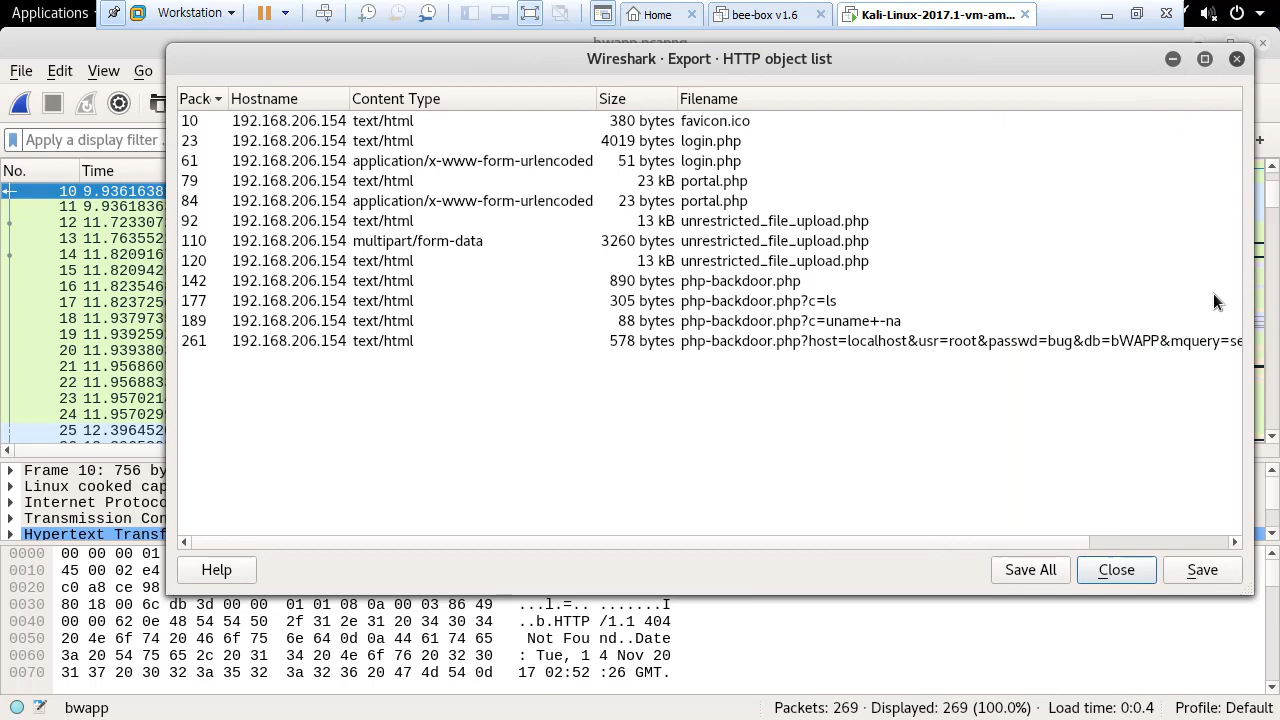 Applications
Workstation
Home
bee-box v1.6
Kali-Linux-2017.1-vm-am...
bwapp.pcapng
Wireshark · Export · HTTP object list
File Edit View Go
Apply a display filter ...
No. Time
10 9.9361638
11 9.9361836
12 11.723307
13 11.763552
14 11.820916
15 11.820942
16 11.823546
17 11.823725
18 11.937973
19 11.939259
20 11.939380
21 11.956860
22 11.956883
23 11.957021
24 11.957029
25 12.396452
Pack Hostname Content Type Size Filename
10 192.168.206.154 text/html 380 bytes favicon.ico
23 192.168.206.154 text/html 4019 bytes login.php
61 192.168.206.154 application/x-www-form-urlencoded 51 bytes login.php
79 192.168.206.154 text/html 23 kB portal.php
84 192.168.206.154 application/x-www-form-urlencoded 23 bytes portal.php
92 192.168.206.154 text/html 13 kB unrestricted_file_upload.php
110 192.168.206.154 multipart/form-data 3260 bytes unrestricted_file_upload.php
120 192.168.206.154 text/html 13 kB unrestricted_file_upload.php
142 192.168.206.154 text/html 890 bytes php-backdoor.php
177 192.168.206.154 text/html 305 bytes php-backdoor.php?c=ls
189 192.168.206.154 text/html 88 bytes php-backdoor.php?c=uname+-na
261 192.168.206.154 text/html 578 bytes php-backdoor.php?host=localhost&usr=root&passwd=bug&db=bWAPP&mquery=se
Help Save All Close Save
Frame 10: 756 by
Linux cooked cap
Internet Protoco
Transmission Con
Hypertext Transf
0000 00 00 00 01
0010 45 00 02 e4
0020 c0 a8 ce 98
80 18 00 6c db 3d 00 00 01 01 08 0a 00 03 86 49 ...l.=.. .......I
0040 00 00 62 0e 48 54 54 50 2f 31 2e 31 20 34 30 34 ..b.HTTP /1.1 404
0050 20 4e 6f 74 20 46 6f 75 6e 64 0d 0a 44 61 74 65 Not Fou nd..Date
0060 3a 20 54 75 65 2c 20 31 34 20 4e 6f 76 20 32 30 : Tue, 1 4 Nov 20
0070 31 37 20 30 32 3a 35 32 3a 32 36 20 47 4d 54 0d 17 02:52 :26 GMT.
bwapp
Packets: 269 · Displayed: 269 (100.0%) · Load time: 0:0.4 Profile: Default